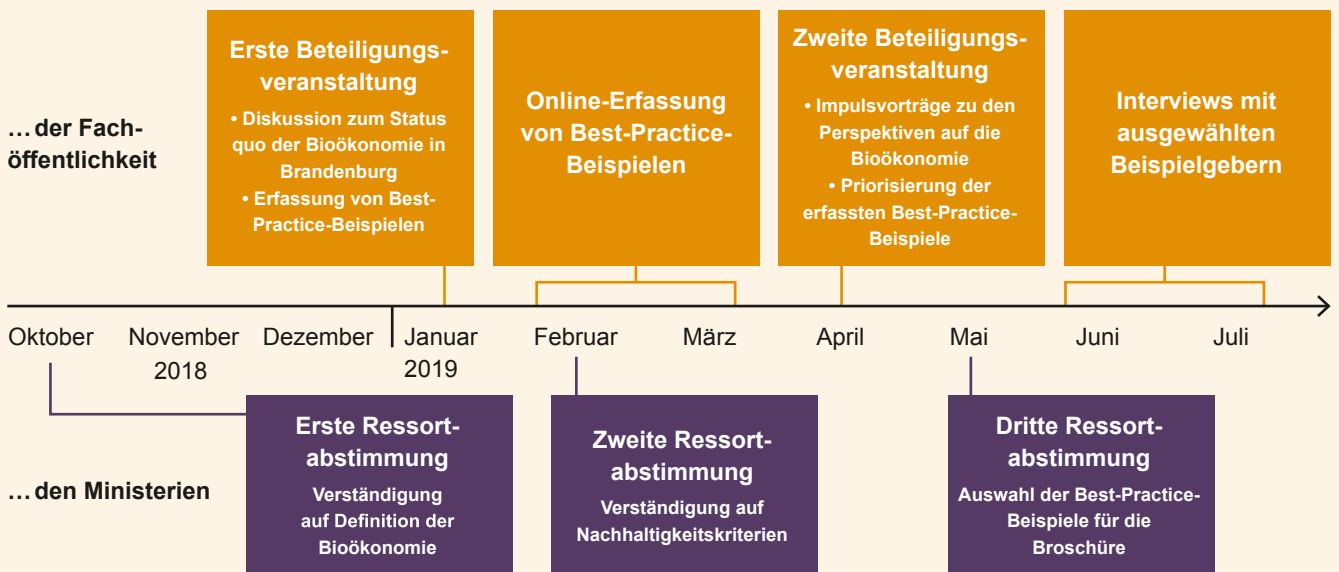 … der Fach-
öffentlichkeit
Erste Beteiligungs-
veranstaltung
• Diskussion zum Status
quo der Bioökonomie in
Brandenburg
• Erfassung von Best-
Practice-Beispielen
Online-Erfassung
von Best-Practice-
Beispielen
Zweite Beteiligungs-
veranstaltung
• Impulsvorträge zu den
Perspektiven auf die
Bioökonomie
• Priorisierung der
erfassten Best-Practice-
Beispiele
Interviews mit
ausgewählten
Beispielgebern
Oktober November Dezember Januar Februar März April Mai Juni Juli
2018 2019
… den Ministerien
Erste Ressort-
abstimmung
Verständigung
auf Definition der
Bioökonomie
Zweite Ressort-
abstimmung
Verständigung auf
Nachhaltigkeitskriterien
Dritte Ressort-
abstimmung
Auswahl der Best-Practice-
Beispiele für die
Broschüre